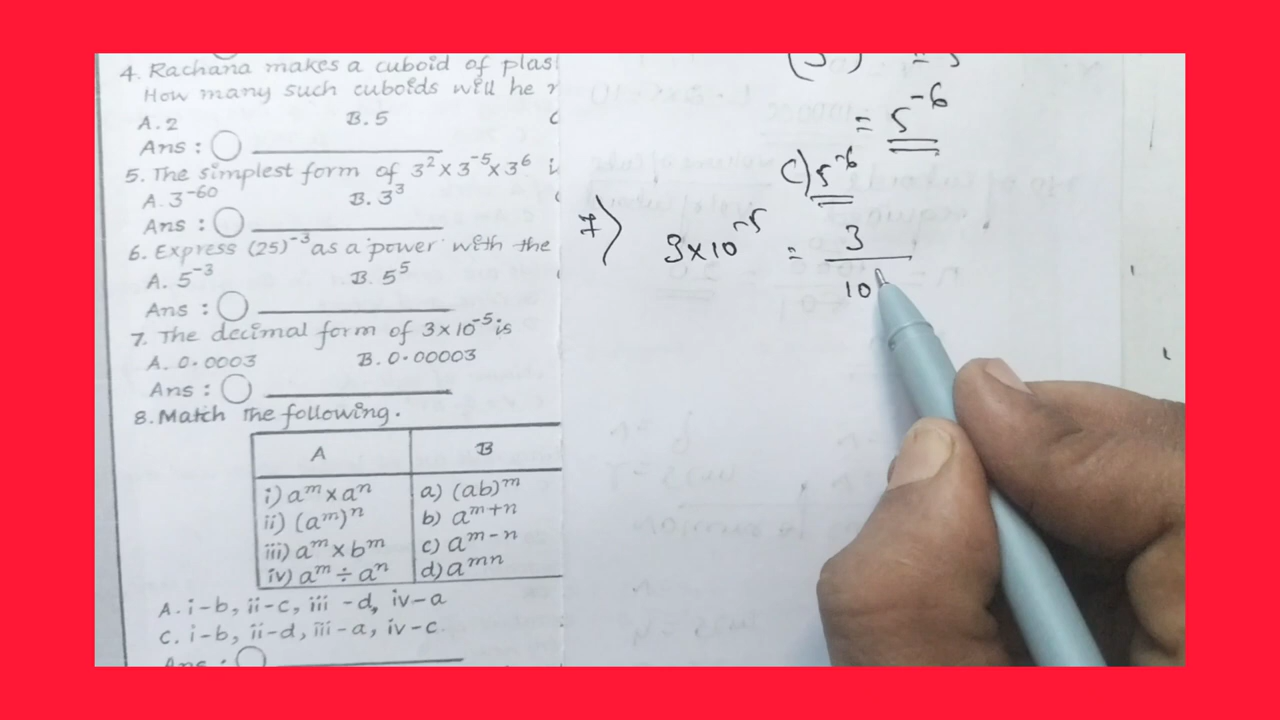 4. Rachana makes a cuboid of plas
How many such cuboids will he
A. 2 B. 5
Ans :
5. The simplest form of 3² x 3⁻⁵ x 3⁶ i
A. 3⁻⁶⁰ B. 3³
Ans :
6. Express (25)⁻³ as a power with the
A. 5⁻³ B. 5⁵
Ans :
7. The decimal form of 3x10⁻⁵ is
A. 0.0003 B. 0.00003
Ans :
8. Match the following.
A B
i) aᵐ x aⁿ a) (ab)ᵐ
ii) (aᵐ)ⁿ b) aᵐ⁺ⁿ
iii) aᵐ x bᵐ c) aᵐ⁻ⁿ
iv) aᵐ ÷ aⁿ d) aᵐⁿ
A. i-b, ii-c, iii -d, iv-a
C. i-b, ii-d, iii-a, iv-c
Ans :
= 5⁻⁶
C) 5⁻⁶
7) 3x10⁻⁵ = 3
10